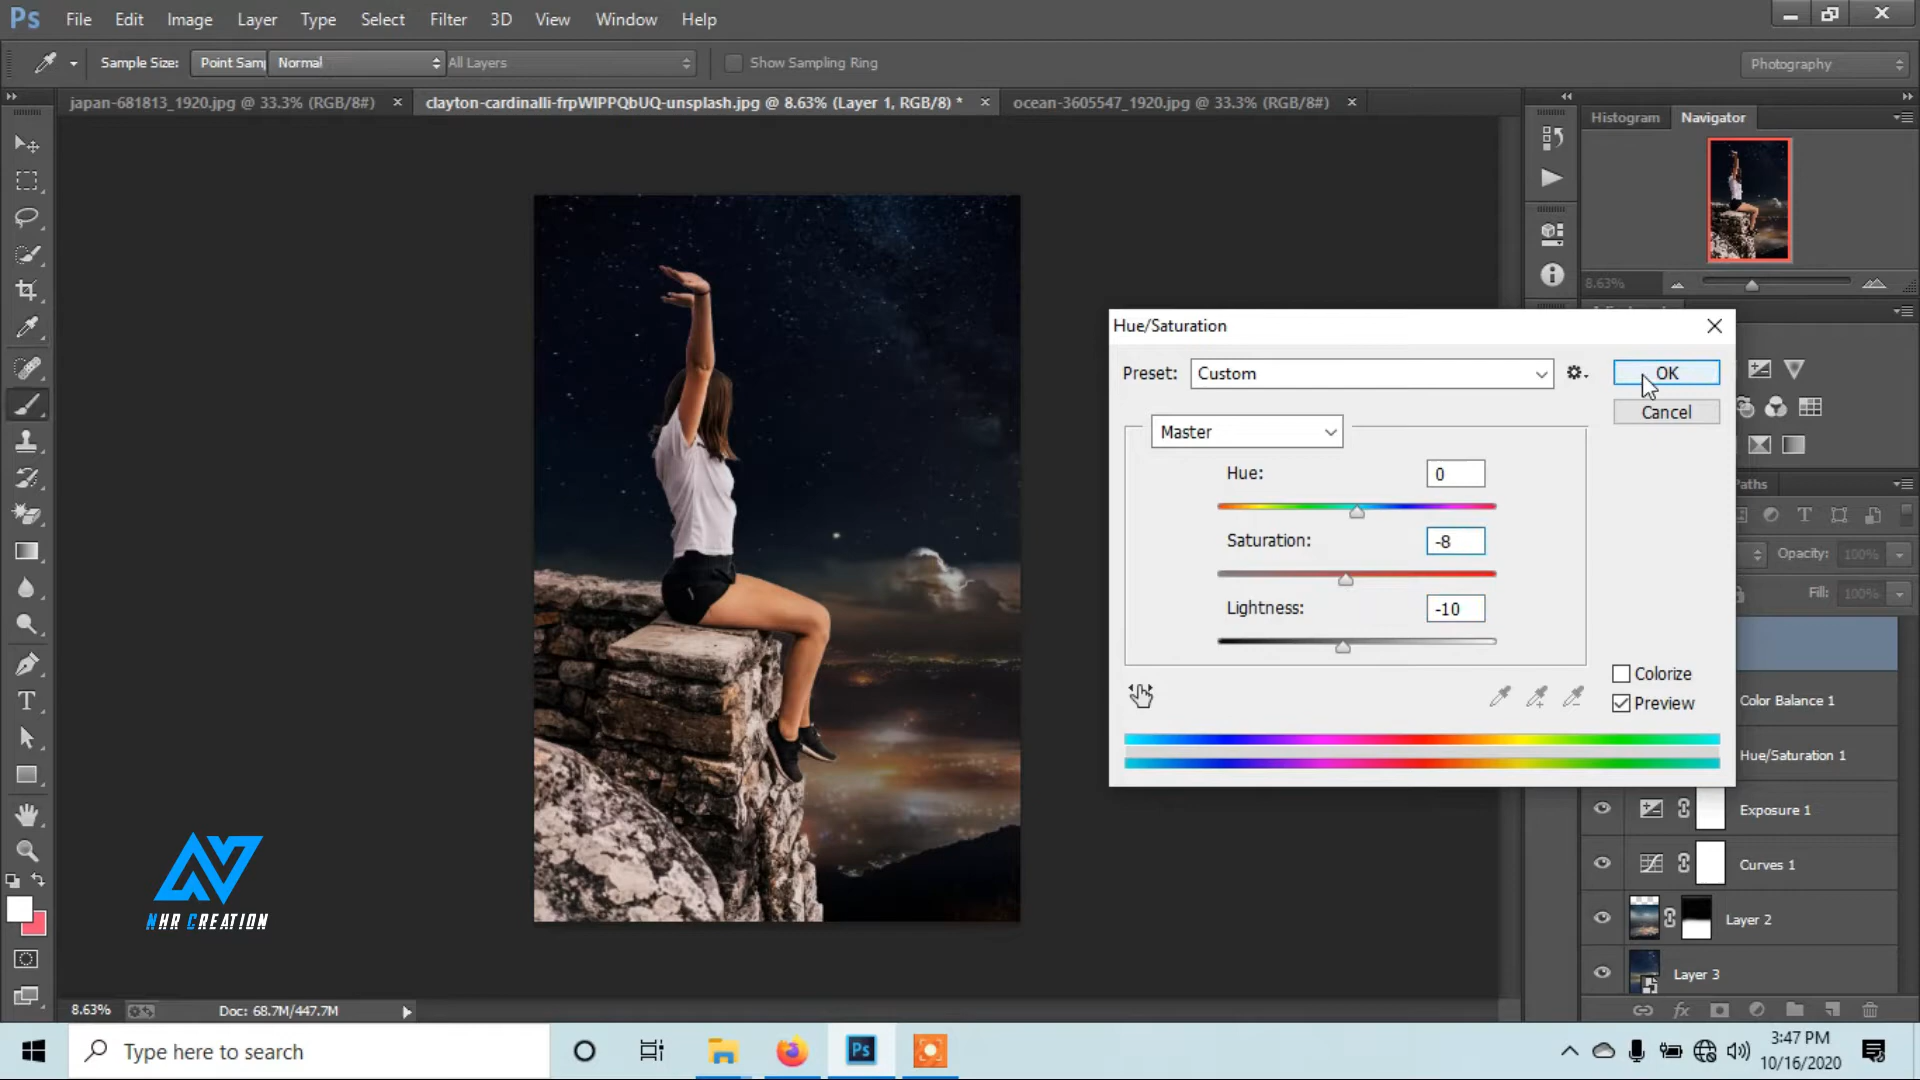 Ps File Edit Image Layer Type Select Filter 3D View Window Help
Sample Size: Point Samp Normal All Layers Show Sampling Ring Photography
japan-681813_1920.jpg @ 33.3% (RGB/8#) × clayton-cardinalli-frpWIPPQbUQ-unsplash.jpg @ 8.63% (Layer 1, RGB/8) * × ocean-3605547_1920.jpg @ 33.3% (RGB/8#) ×
Histogram Navigator
8.63%
Hue/Saturation
Preset: Custom OK
Cancel
Master
Hue: 0
Saturation: -8
Lightness: -10
Colorize
Preview
Paths
Opacity: 100%
Fill: 100%
Color Balance 1
Hue/Saturation 1
Exposure 1
Curves 1
Layer 2
Layer 3
NHR CREATION
8.63% Doc: 68.7M/447.7M
Type here to search
Ps
3:47 PM
10/16/2020